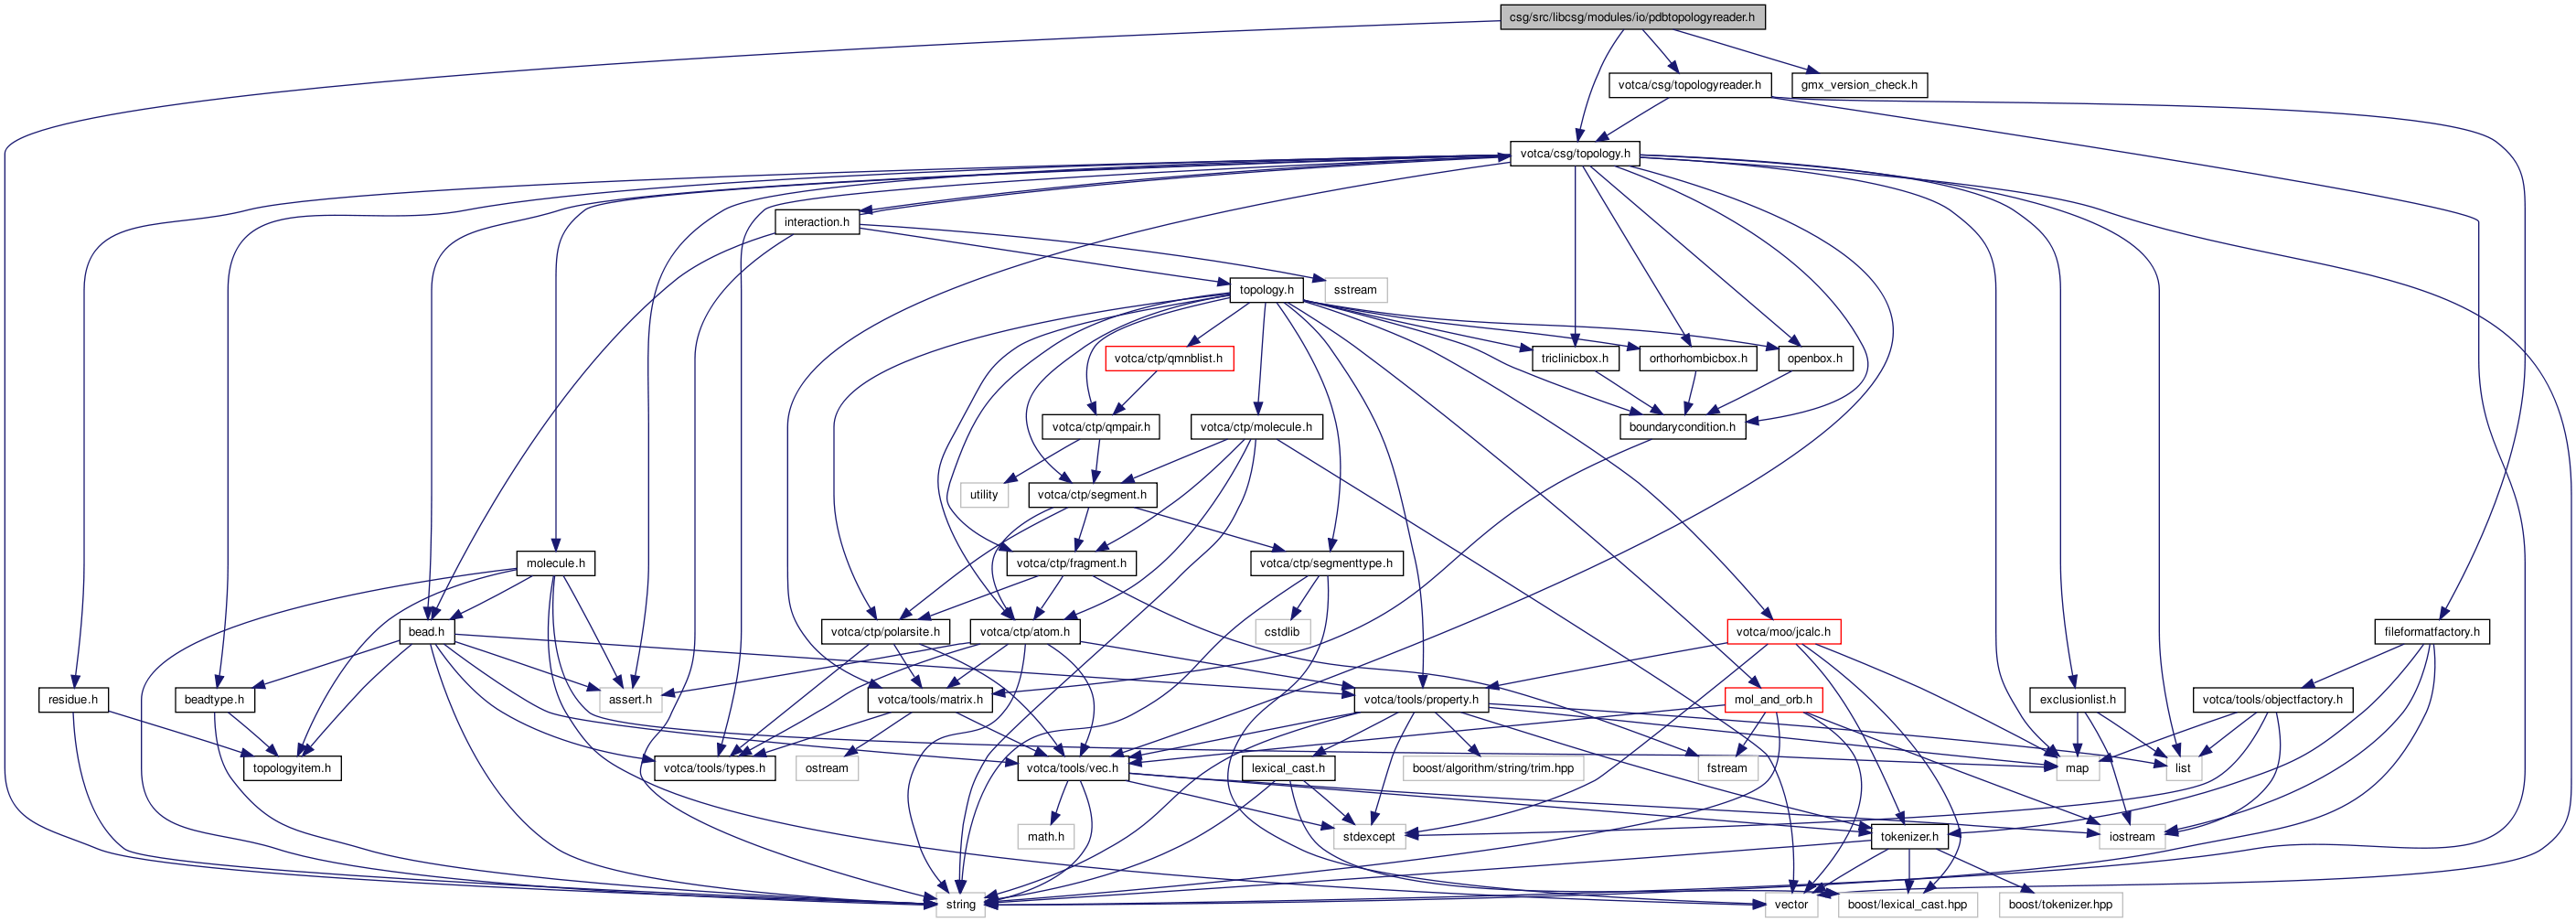 csg/src/libcsg/modules/io/pdbtopologyreader.h
votca/csg/topologyreader.h
gmx_version_check.h
votca/csg/topology.h
interaction.h
topology.h
sstream
votca/ctp/qmnblist.h
triclinicbox.h
orthorhombicbox.h
openbox.h
votca/ctp/qmpair.h
votca/ctp/molecule.h
boundarycondition.h
utility
votca/ctp/segment.h
molecule.h
votca/ctp/fragment.h
votca/ctp/segmenttype.h
bead.h
votca/ctp/polarsite.h
votca/ctp/atom.h
cstdlib
votca/moo/jcalc.h
fileformatfactory.h
residue.h
beadtype.h
assert.h
votca/tools/matrix.h
votca/tools/property.h
mol_and_orb.h
exclusionlist.h
votca/tools/objectfactory.h
topologyitem.h
votca/tools/types.h
ostream
votca/tools/vec.h
lexical_cast.h
boost/algorithm/string/trim.hpp
fstream
map
list
math.h
stdexcept
tokenizer.h
iostream
string
vector
boost/lexical_cast.hpp
boost/tokenizer.hpp